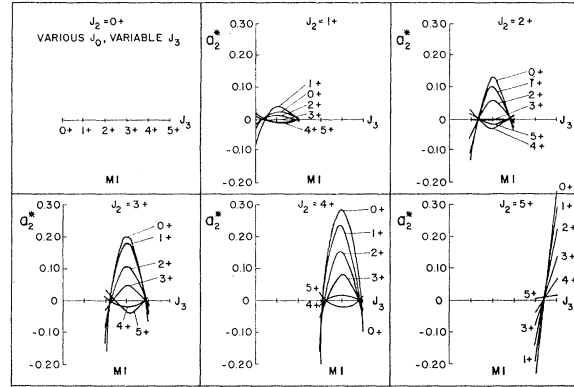 J2=0+
VARIOUS J0, VARIABLE J3
J3
0+ 1+ 2+ 3+ 4+ 5+
M1
J2=1+
a2*
0.30
0.20
0.10
0
-0.10
-0.20
1+
0+
2+
3+
4+5+
J3
M1
J2=2+
a2*
0.30
0.20
0.10
0
-0.10
-0.20
0+
1+
2+
3+
J3
5+
4+
M1
J2=3+
a2*
0.30
0.20
0.10
0
-0.10
-0.20
0+
1+
2+
3+
J3
4+
5+
M1
J2=4+
a2*
0.30
0.20
0.10
0
-0.10
-0.20
0+
1+
2+
3+
5+
4+
J3
0+
M1
J2=5+
a2*
0.30
0.20
0.10
0
-0.10
-0.20
0+
1+
2+
3+
4+
5+
J3
3+
1+
M1